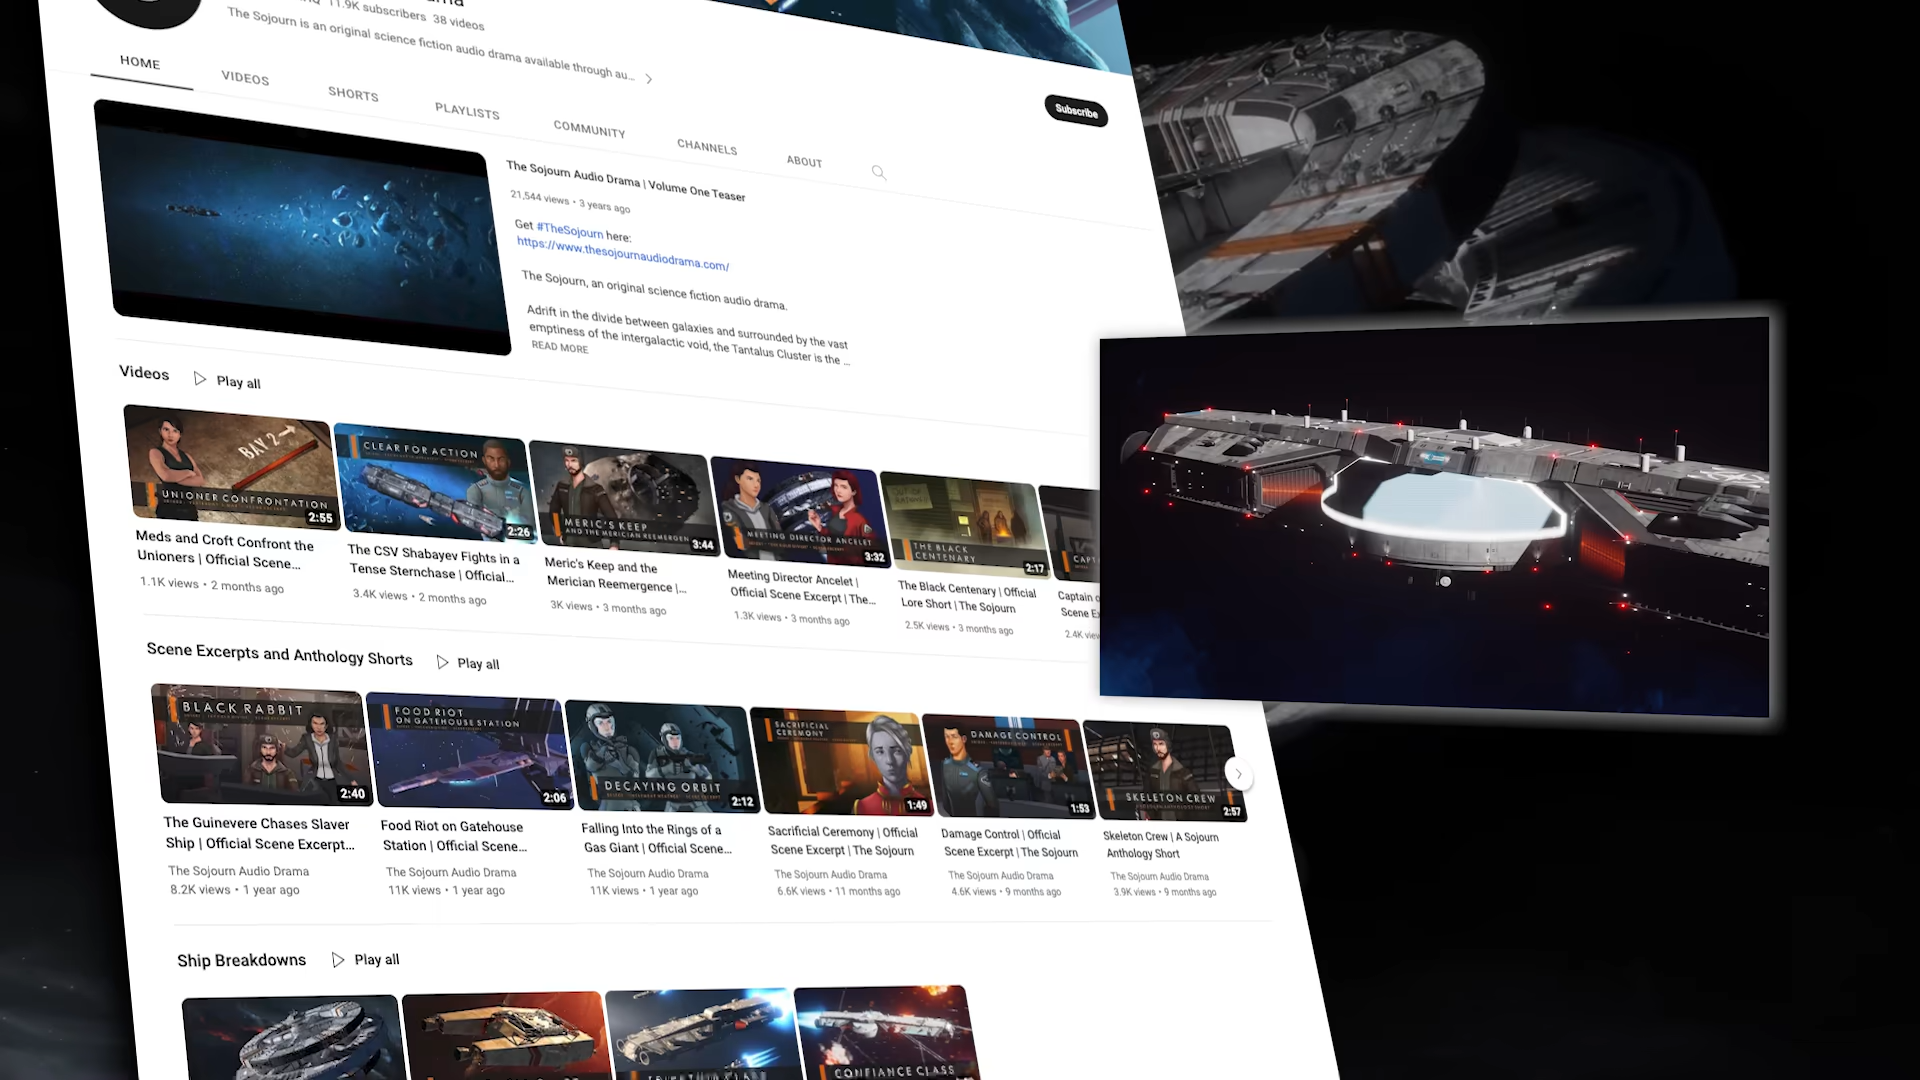 11.9K subscribers 38 videos
The Sojourn is an original science fiction audio drama available through au...
Subscribe
HOME
VIDEOS
SHORTS
PLAYLISTS
COMMUNITY
CHANNELS
ABOUT
The Sojourn Audio Drama | Volume One Teaser
21,544 views • 3 years ago
Get #TheSojourn here:
https://www.thesojournaudiodrama.com/
The Sojourn, an original science fiction audio drama.
Adrift in the divide between galaxies and surrounded by the vast
emptiness of the intergalactic void, the Tantalus Cluster is the ...
READ MORE
Videos
Play all
BAY 2
UNIONER CONFRONTATION
2:55
Meds and Croft Confront the
Unioners | Official Scene...
1.1K views • 2 months ago
CLEAR FOR ACTION
2:26
The CSV Shabayev Fights in a
Tense Sternchase | Official...
3.4K views • 2 months ago
MERIC'S KEEP
AND THE MERICIAN REEMERGEN
3:44
Meric's Keep and the
Merician Reemergence |...
3K views • 3 months ago
MEETING DIRECTOR ANCELET
3:32
Meeting Director Ancelet |
Official Scene Excerpt | The...
1.3K views • 3 months ago
THE BLACK
CENTENARY
2:17
The Black Centenary | Official
Lore Short | The Sojourn
2.5K views • 3 months ago
CAPT
Captain o
Scene E
2.4K vie
Scene Excerpts and Anthology Shorts
Play all
BLACK RABBIT
2:40
The Guinevere Chases Slaver
Ship | Official Scene Excerpt...
The Sojourn Audio Drama
8.2K views • 1 year ago
FOOD RIOT
ON GATEHOUSE STATION
2:06
Food Riot on Gatehouse
Station | Official Scene...
The Sojourn Audio Drama
11K views • 1 year ago
DECAYING ORBIT
2:12
Falling Into the Rings of a
Gas Giant | Official Scene...
The Sojourn Audio Drama
11K views • 1 year ago
SACRIFICIAL
CEREMONY
1:49
Sacrificial Ceremony | Official
Scene Excerpt | The Sojourn
The Sojourn Audio Drama
6.6K views • 11 months ago
DAMAGE CONTROL
1:53
Damage Control | Official
Scene Excerpt | The Sojourn
The Sojourn Audio Drama
4.6K views • 9 months ago
SKELETON CREW
2:57
Skeleton Crew | A Sojourn
Anthology Short
The Sojourn Audio Drama
3.9K views • 9 months ago
Ship Breakdowns
Play all
CONFIANCE CLASS